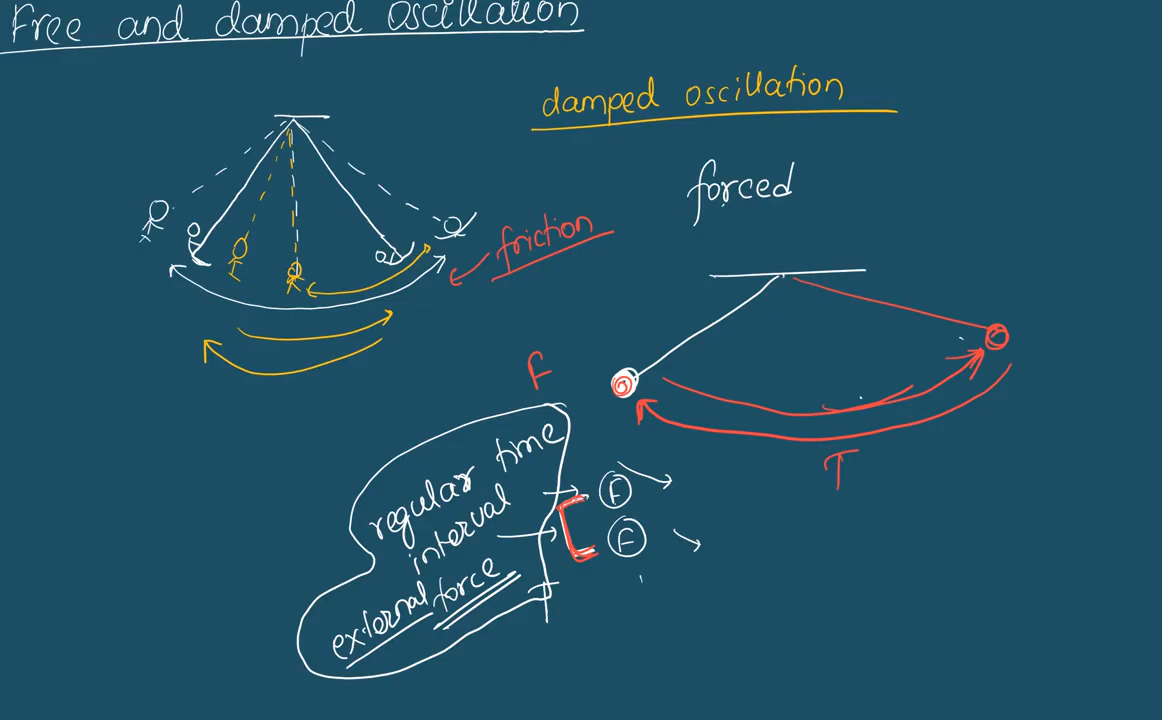 Free and damped oscillation
damped oscillation
forced
friction
F
regular time
interval
external force
F
F
T